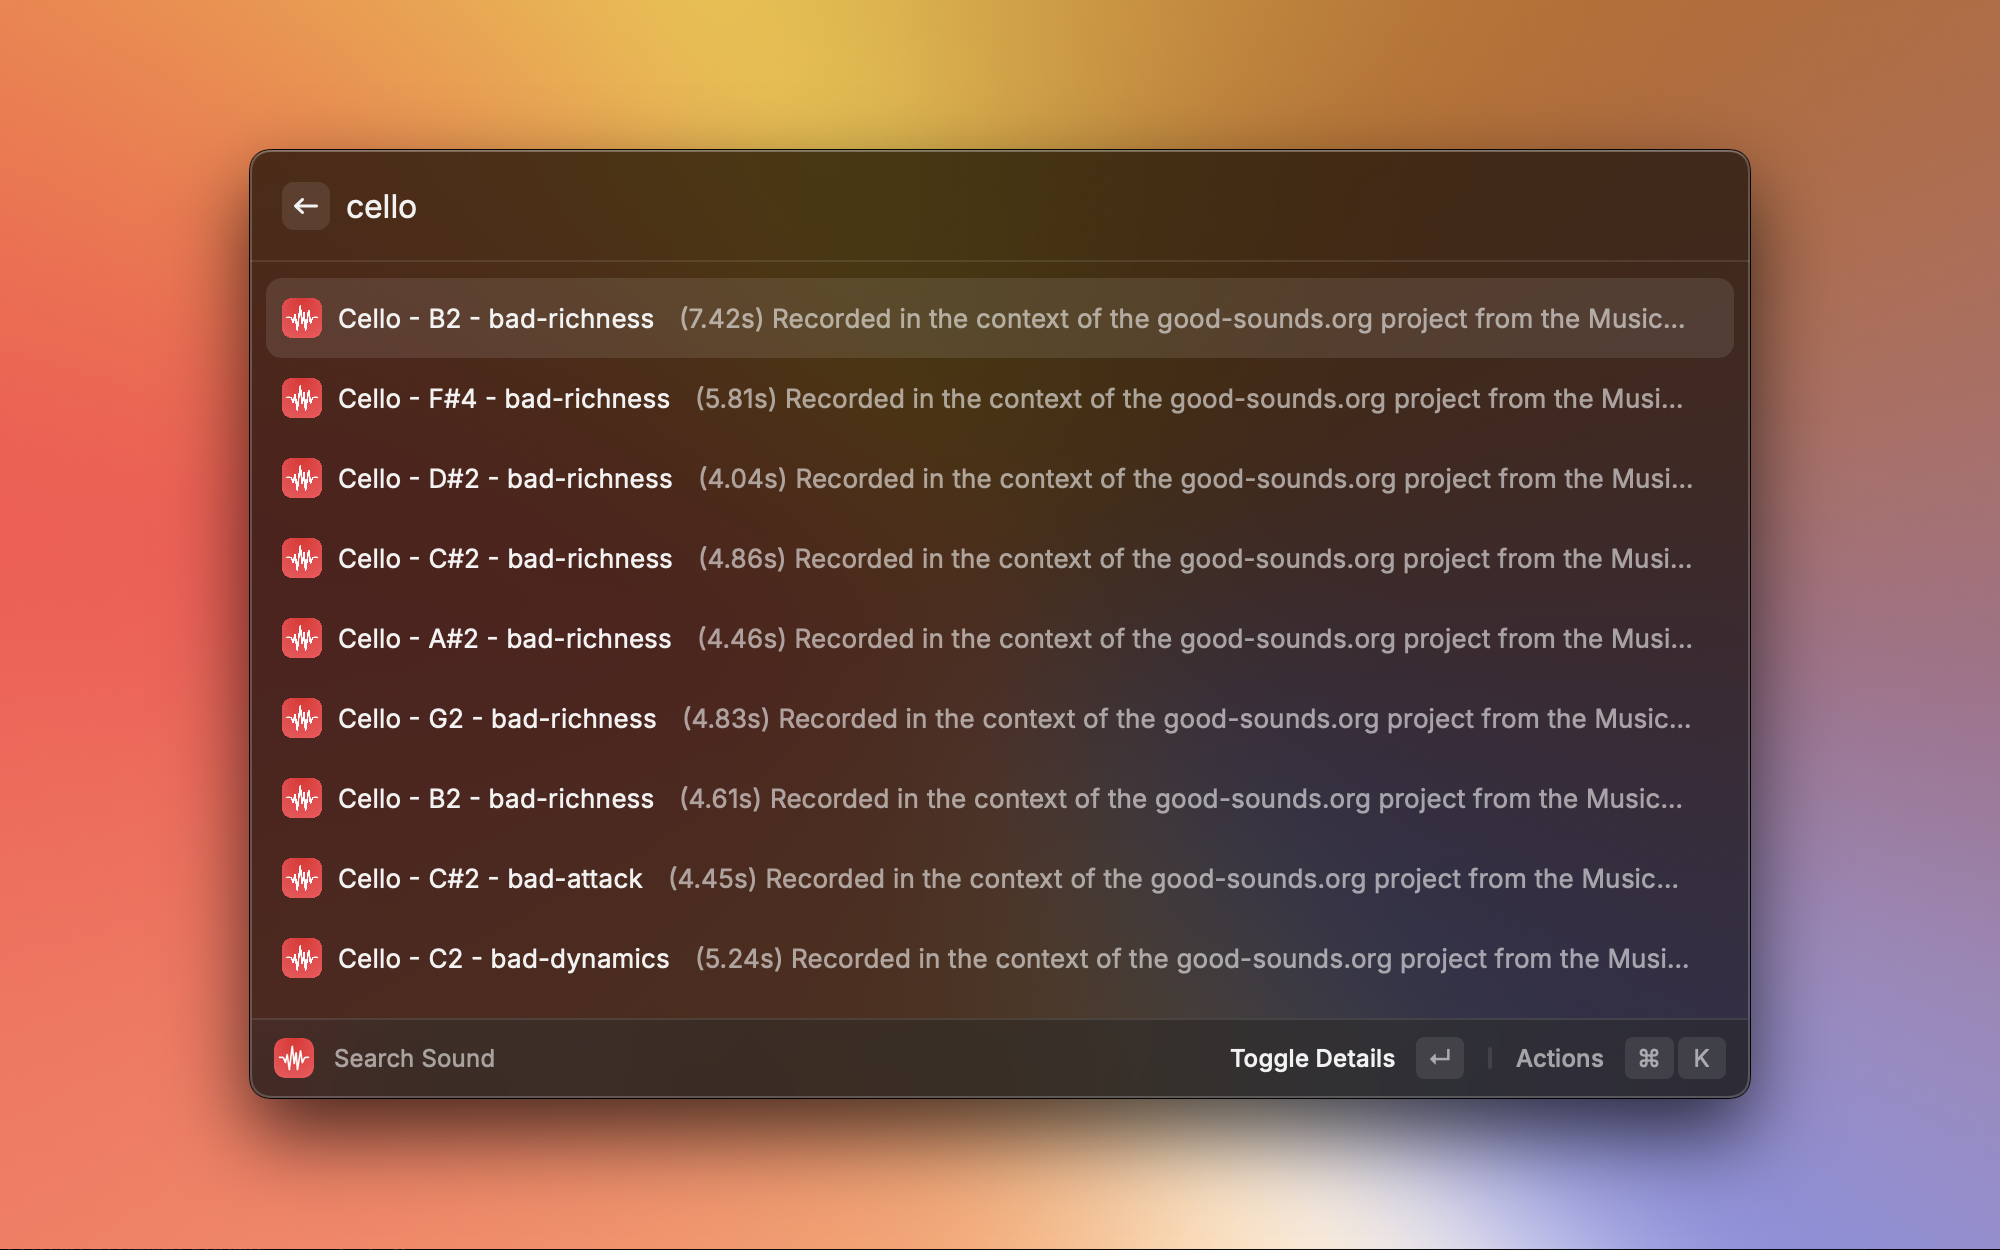 cello
Cello - B2 - bad-richness (7.42s) Recorded in the context of the good-sounds.org project from the Music...
Cello - F#4 - bad-richness (5.81s) Recorded in the context of the good-sounds.org project from the Musi...
Cello - D#2 - bad-richness (4.04s) Recorded in the context of the good-sounds.org project from the Musi...
Cello - C#2 - bad-richness (4.86s) Recorded in the context of the good-sounds.org project from the Musi...
Cello - A#2 - bad-richness (4.46s) Recorded in the context of the good-sounds.org project from the Musi...
Cello - G2 - bad-richness (4.83s) Recorded in the context of the good-sounds.org project from the Music...
Cello - B2 - bad-richness (4.61s) Recorded in the context of the good-sounds.org project from the Music...
Cello - C#2 - bad-attack (4.45s) Recorded in the context of the good-sounds.org project from the Music...
Cello - C2 - bad-dynamics (5.24s) Recorded in the context of the good-sounds.org project from the Musi...
Search Sound Toggle Details ↵ | Actions ⌘ K